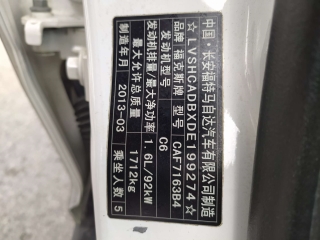 中国·长安福特马自达汽车有限公司制造
★LVSHCADBXDE199274★
品牌 福克斯牌 型号 CAF7163B4
发动机型号 C6
发动机排量/最大净功率 1.6L/92kW
最大允许总质量 1712kg
制造年月 2013-03 乘坐人数 5